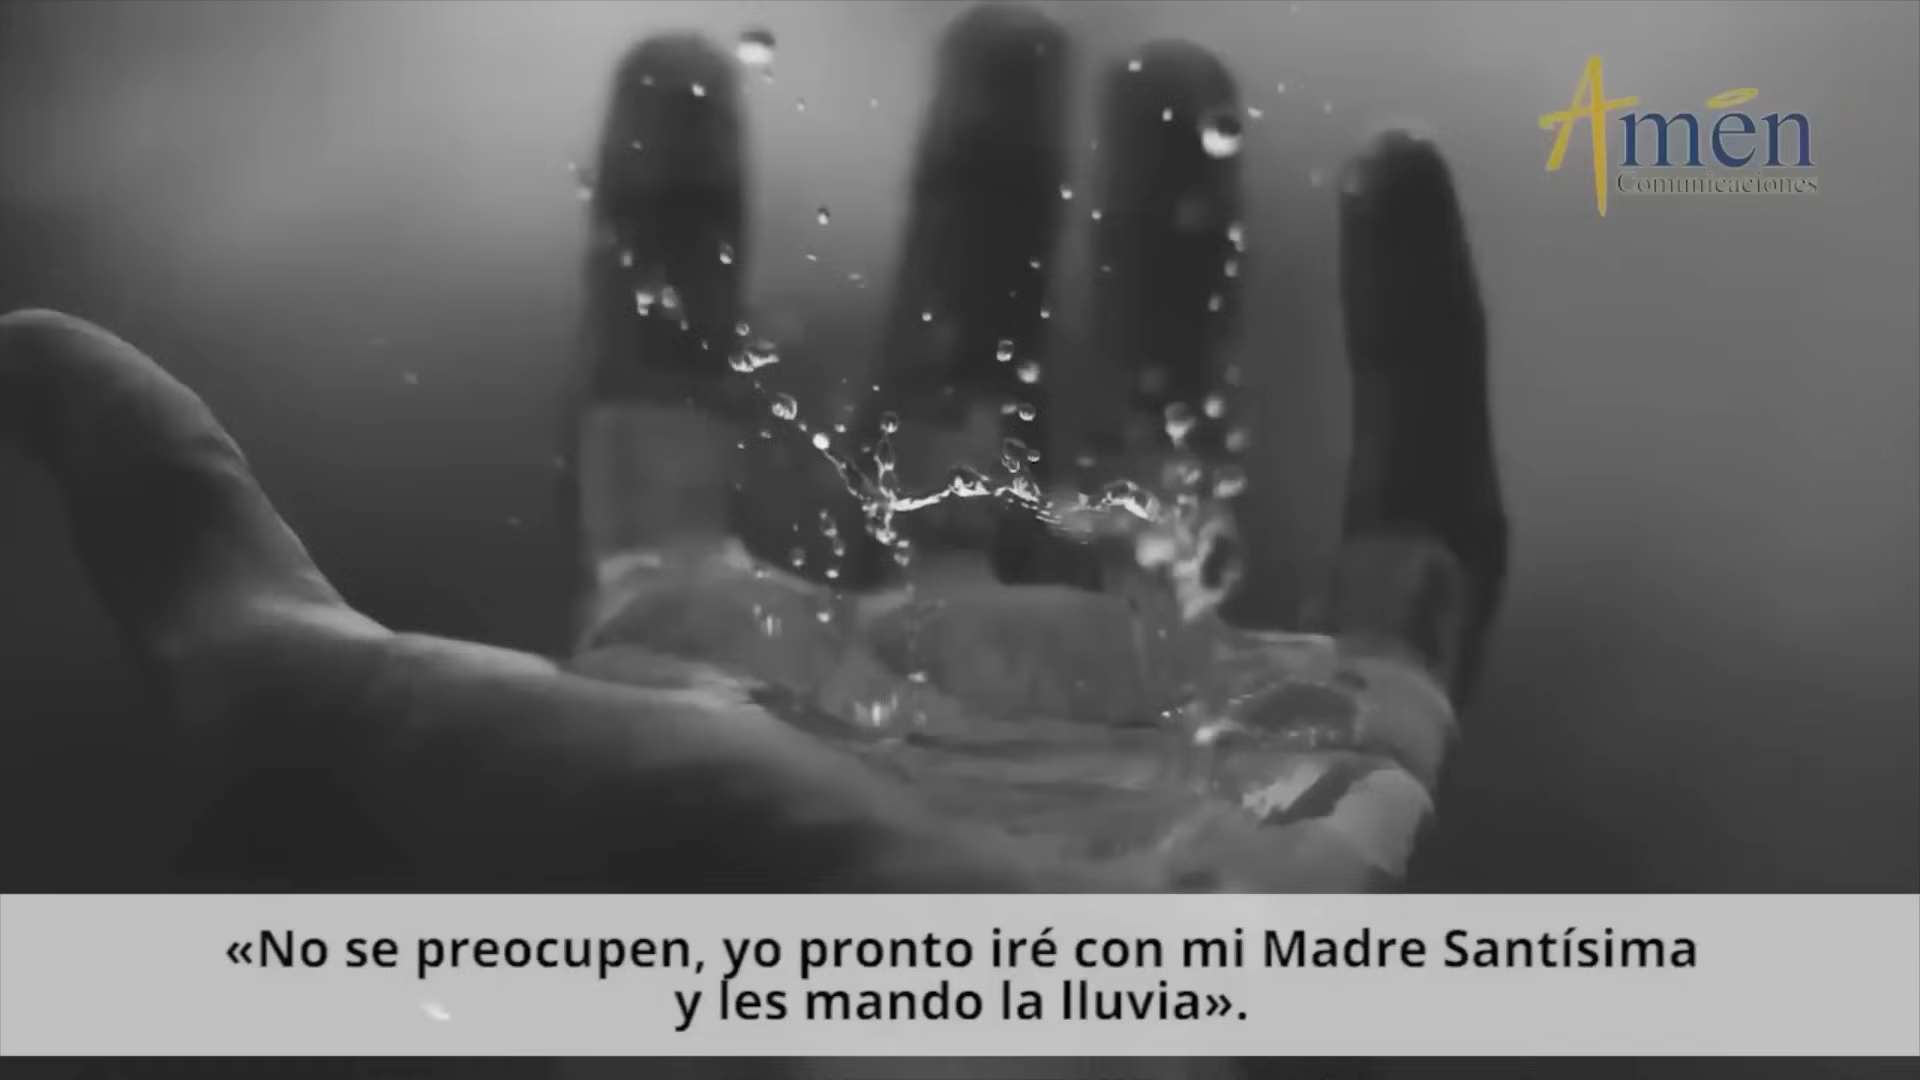 Amén
Comunicaciones
«No se preocupen, yo pronto iré con mi Madre Santísima
y les mando la lluvia».